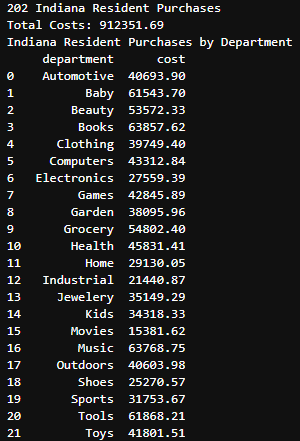 202 Indiana Resident Purchases
Total Costs: 912351.69
Indiana Resident Purchases by Department
department cost
0 Automotive 40693.90
1 Baby 61543.70
2 Beauty 53572.33
3 Books 63857.62
4 Clothing 39749.40
5 Computers 43312.84
6 Electronics 27559.39
7 Games 42845.89
8 Garden 38095.96
9 Grocery 54802.40
10 Health 45831.41
11 Home 29130.05
12 Industrial 21440.87
13 Jewelery 35149.29
14 Kids 34318.33
15 Movies 15381.62
16 Music 63768.75
17 Outdoors 40603.98
18 Shoes 25270.57
19 Sports 31753.67
20 Tools 61868.21
21 Toys 41801.51